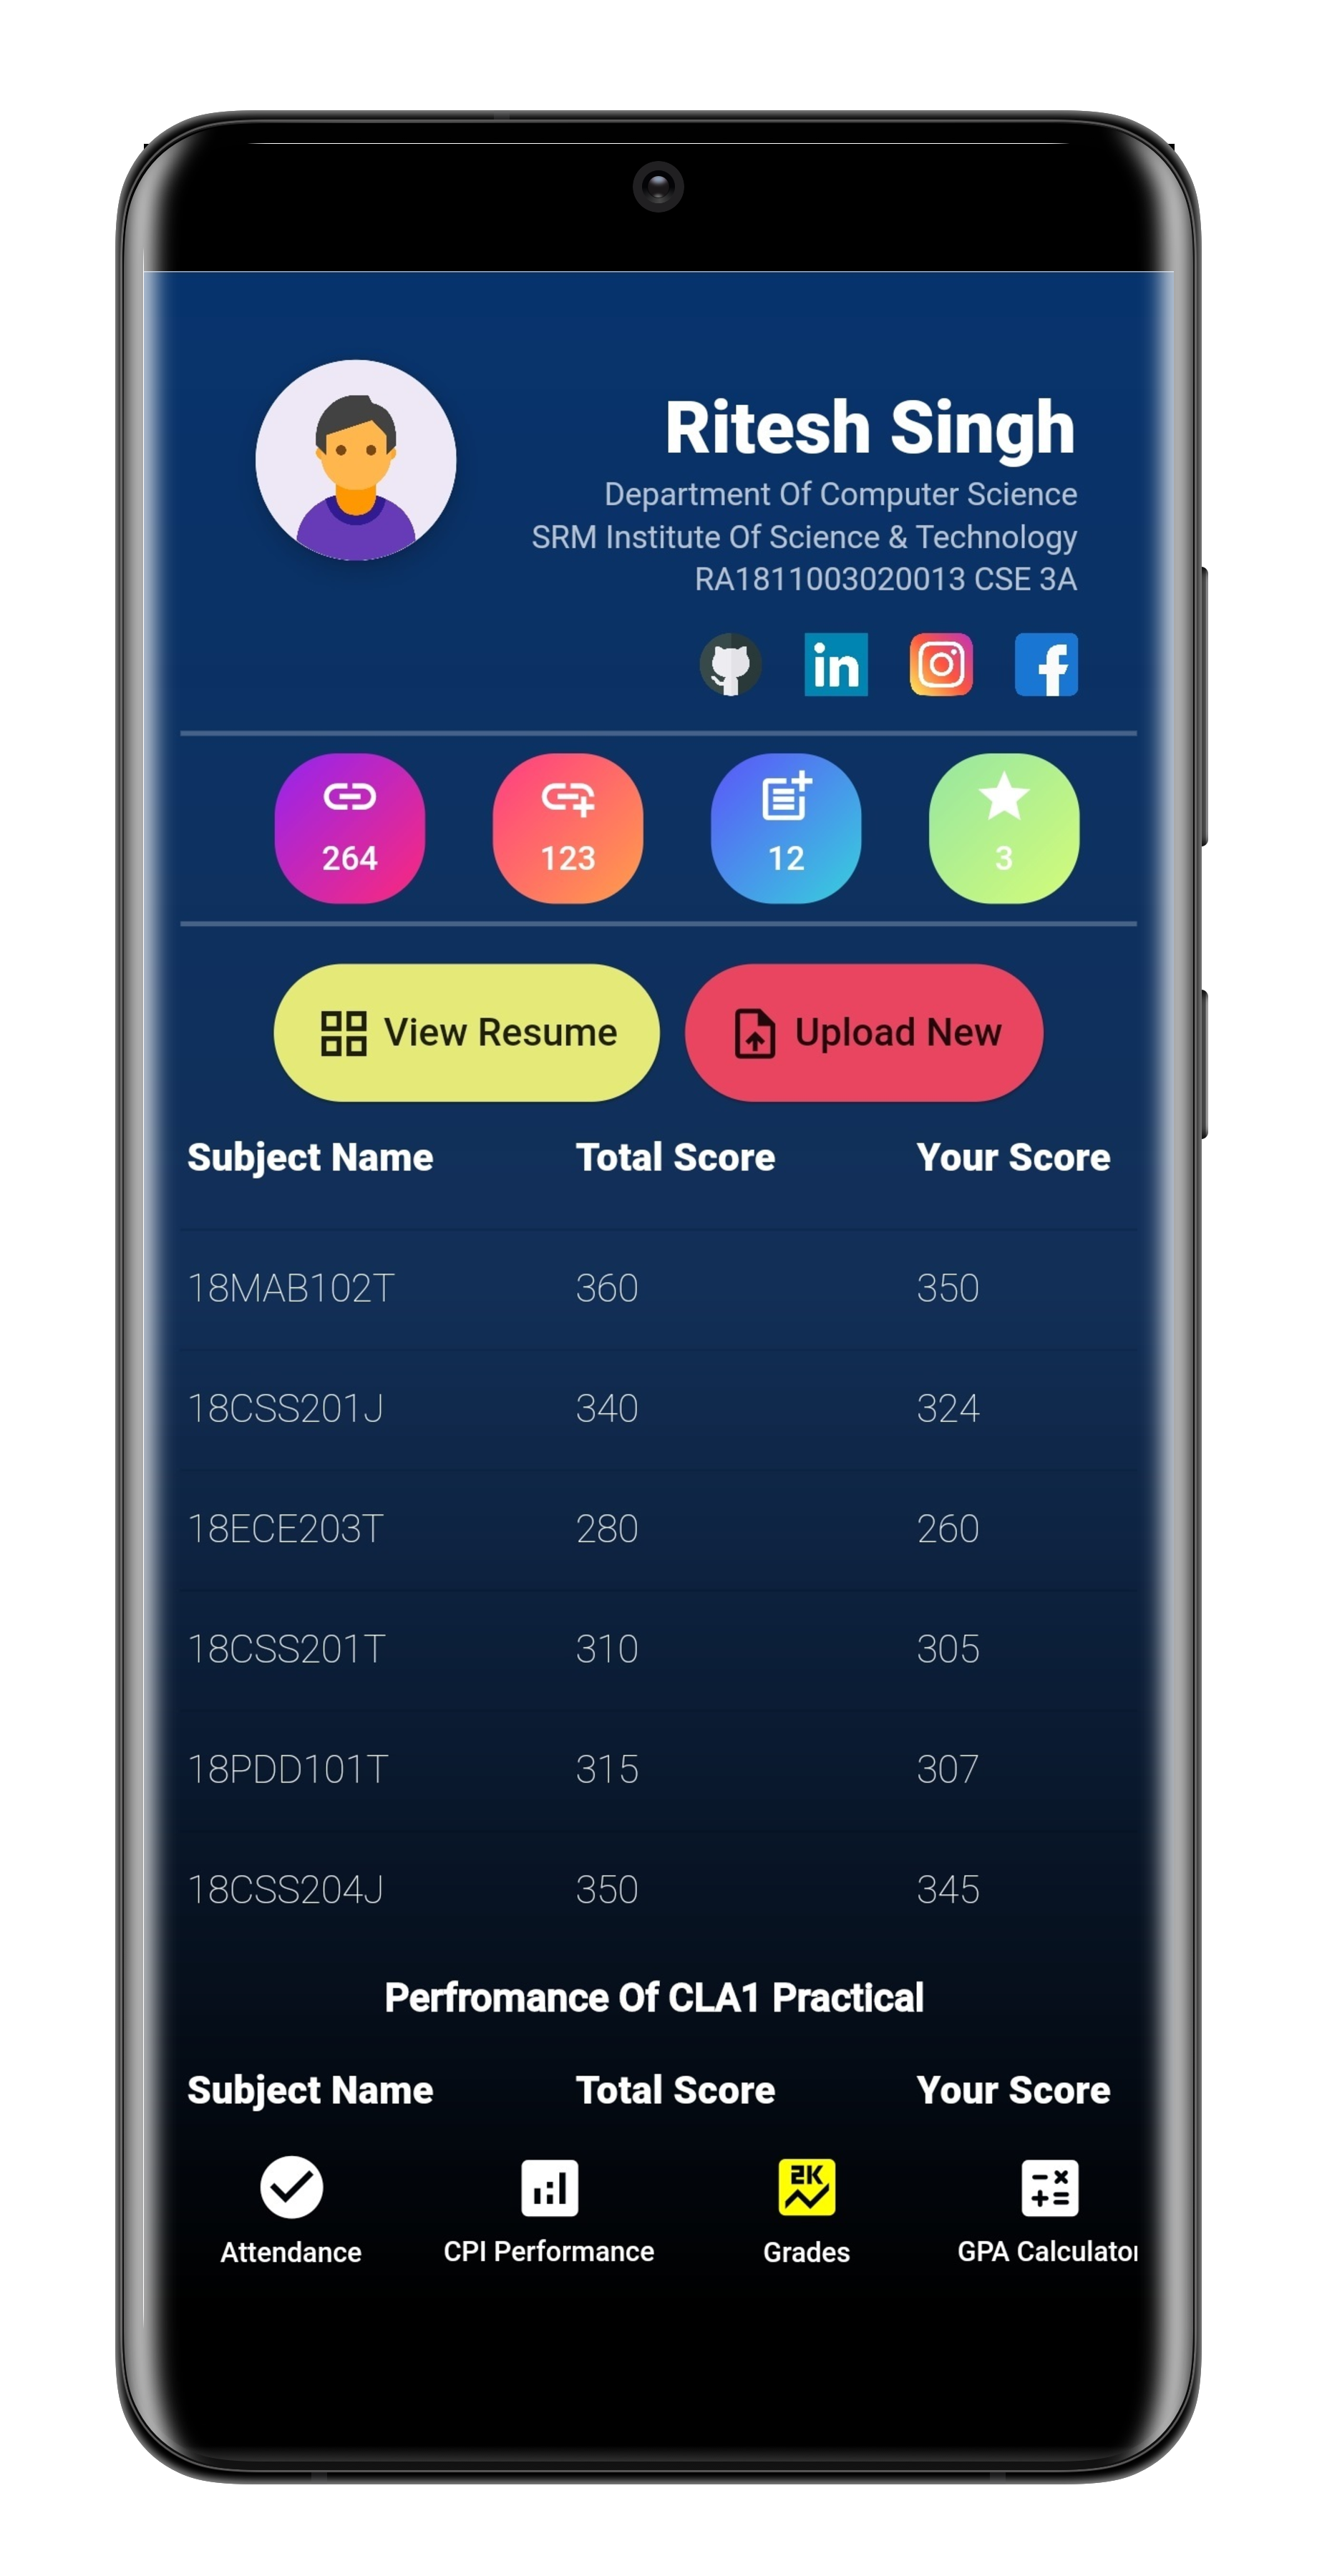 Ritesh Singh
Department Of Computer Science
SRM Institute Of Science & Technology
RA1811003020013 CSE 3A
in
264 123 12 3
View Resume Upload New
Subject Name Total Score Your Score
18MAB102T 360 350
18CSS201J 340 324
18ECE203T 280 260
18CSS201T 310 305
18PDD101T 315 307
18CSS204J 350 345
Perfromance Of CLA1 Practical
Subject Name Total Score Your Score
2K
Attendance CPI Performance Grades GPA Calculator